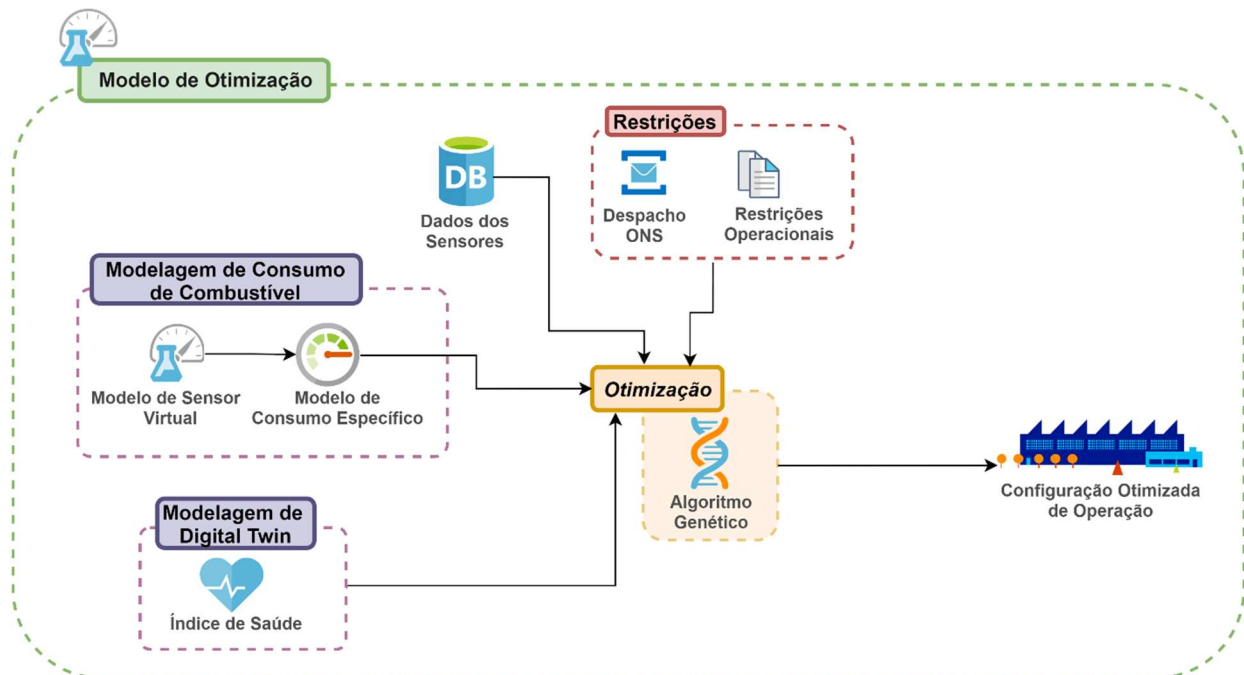 Modelo de Otimização
Restrições
DB
Dados dos
Sensores
Despacho
ONS
Restrições
Operacionais
Modelagem de Consumo
de Combustível
Modelo de Sensor
Virtual
Modelo de
Consumo Específico
Otimização
Algoritmo
Genético
Configuração Otimizada
de Operação
Modelagem de
Digital Twin
Índice de Saúde